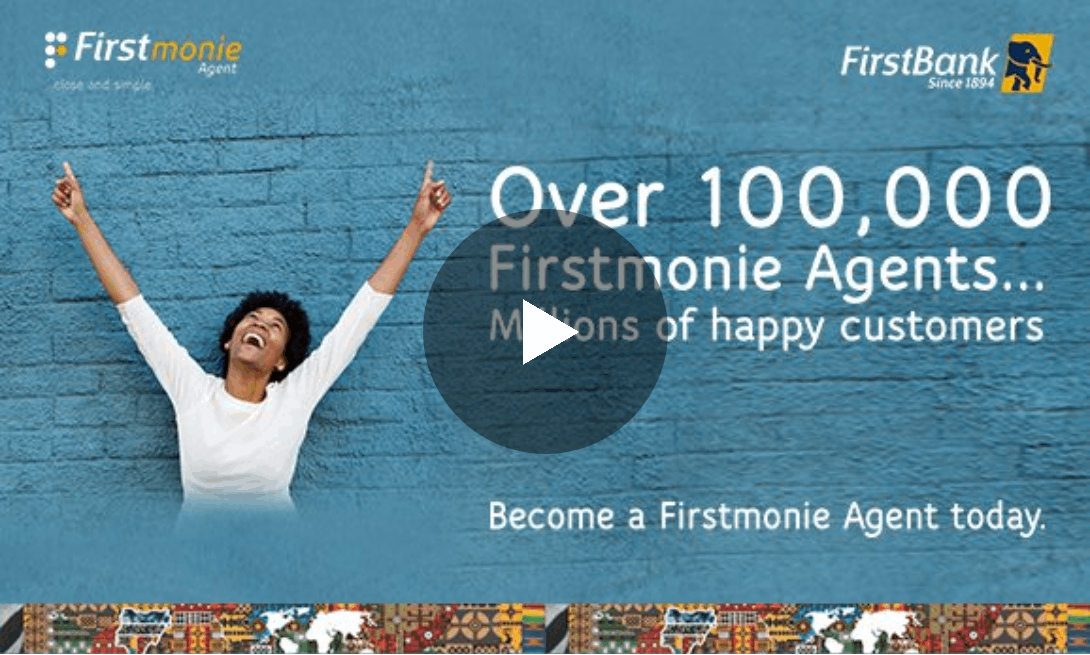 Firstmonie
Agent
close and simple
FirstBank
Since 1894
Over 100,000
Firstmonie Agents...
Millions of happy customers
Become a Firstmonie Agent today.